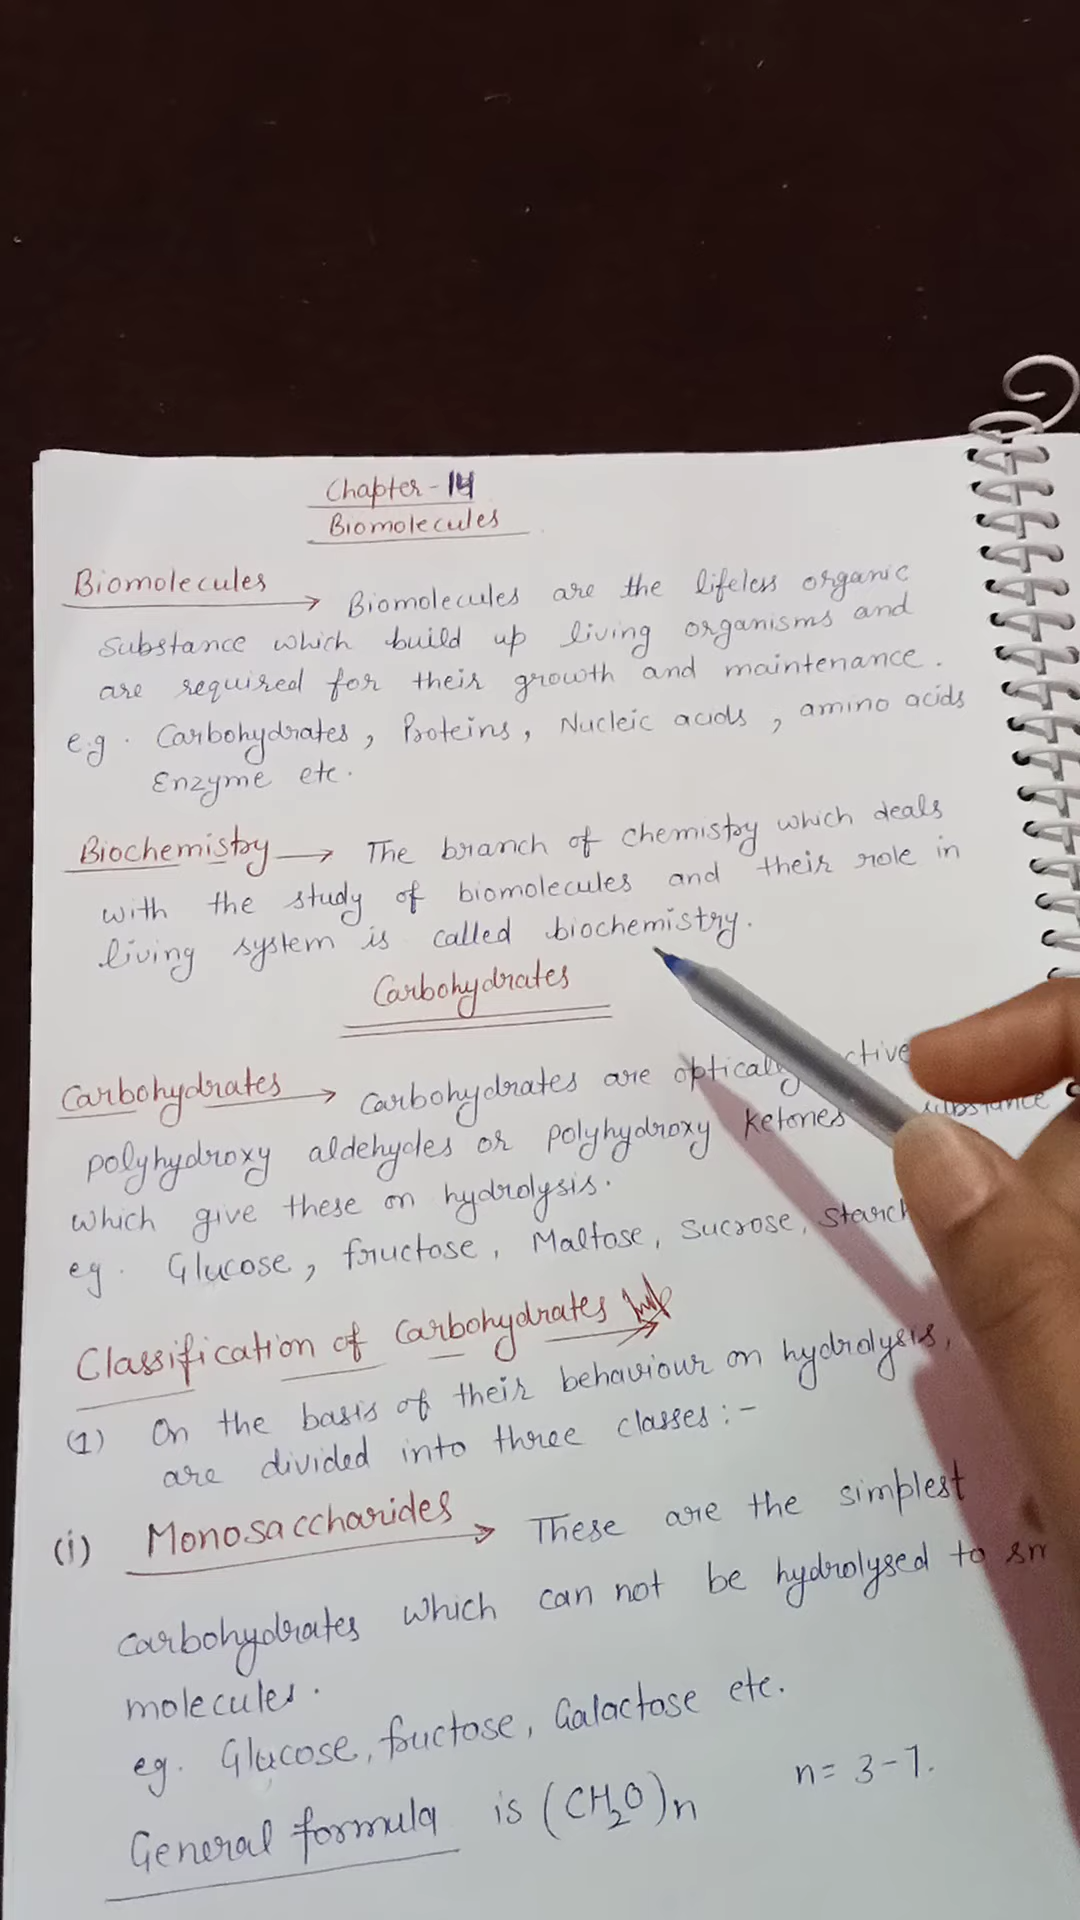 Chapter - 14
Biomolecules
Biomolecules → Biomolecules are the lifeless organic
substance which build up living organisms and
are required for their growth and maintenance.
e.g. Carbohydrates, Proteins, Nucleic acids, amino acids
Enzyme etc.
Biochemistry → The branch of chemistry which deals
with the study of biomolecules and their role in
living system is called biochemistry.
Carbohydrates
Carbohydrates → Carbohydrates are optically
polyhydroxy aldehydes or polyhydroxy ketones substance
which give these on hydrolysis.
eg. Glucose, fructose, Maltose, Sucrose, starch
Classification of Carbohydrates Imp
(1) On the basis of their behaviour on hydrolysis,
are divided into three classes :-
(i) Monosaccharides → These are the simplest
carbohydrates which can not be hydrolysed to
molecules.
eg. Glucose, fructose, Galactose etc.
General formula is (CH₂O)n n = 3-7.